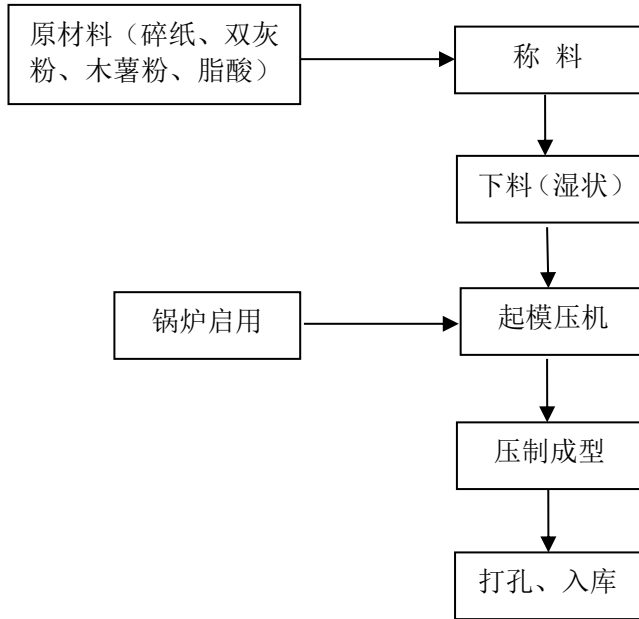 原材料（碎纸、双灰
粉、木薯粉、脂酸）
称 料
下料（湿状）
锅炉启用
起模压机
压制成型
打孔、入库